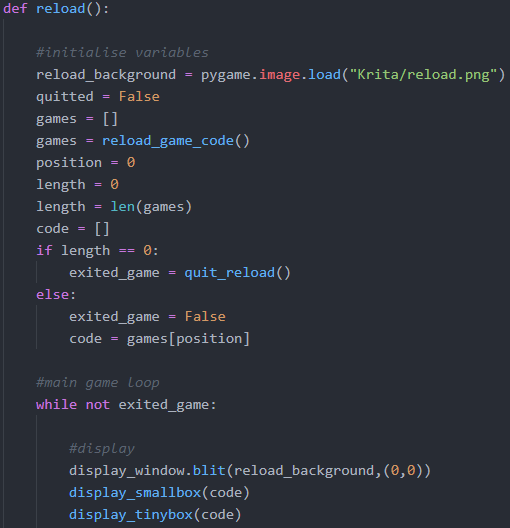 def reload():
#initialise variables
reload_background = pygame.image.load("Krita/reload.png")
quitted = False
games = []
games = reload_game_code()
position = 0
length = 0
length = len(games)
code = []
if length == 0:
exited_game = quit_reload()
else:
exited_game = False
code = games[position]
#main game loop
while not exited_game:
#display
display_window.blit(reload_background,(0,0))
display_smallbox(code)
display_tinybox(code)